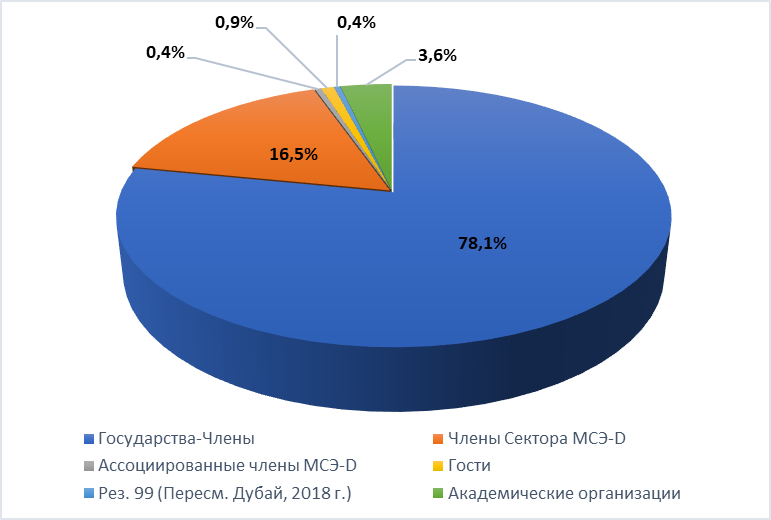 0,9%
0,4%
0,4%
3,6%
16,5%
78,1%
Государства-Члены
Члены Сектора МСЭ-D
Ассоциированные члены МСЭ-D
Гости
Рез. 99 (Пересм. Дубай, 2018 г.)
Академические организации